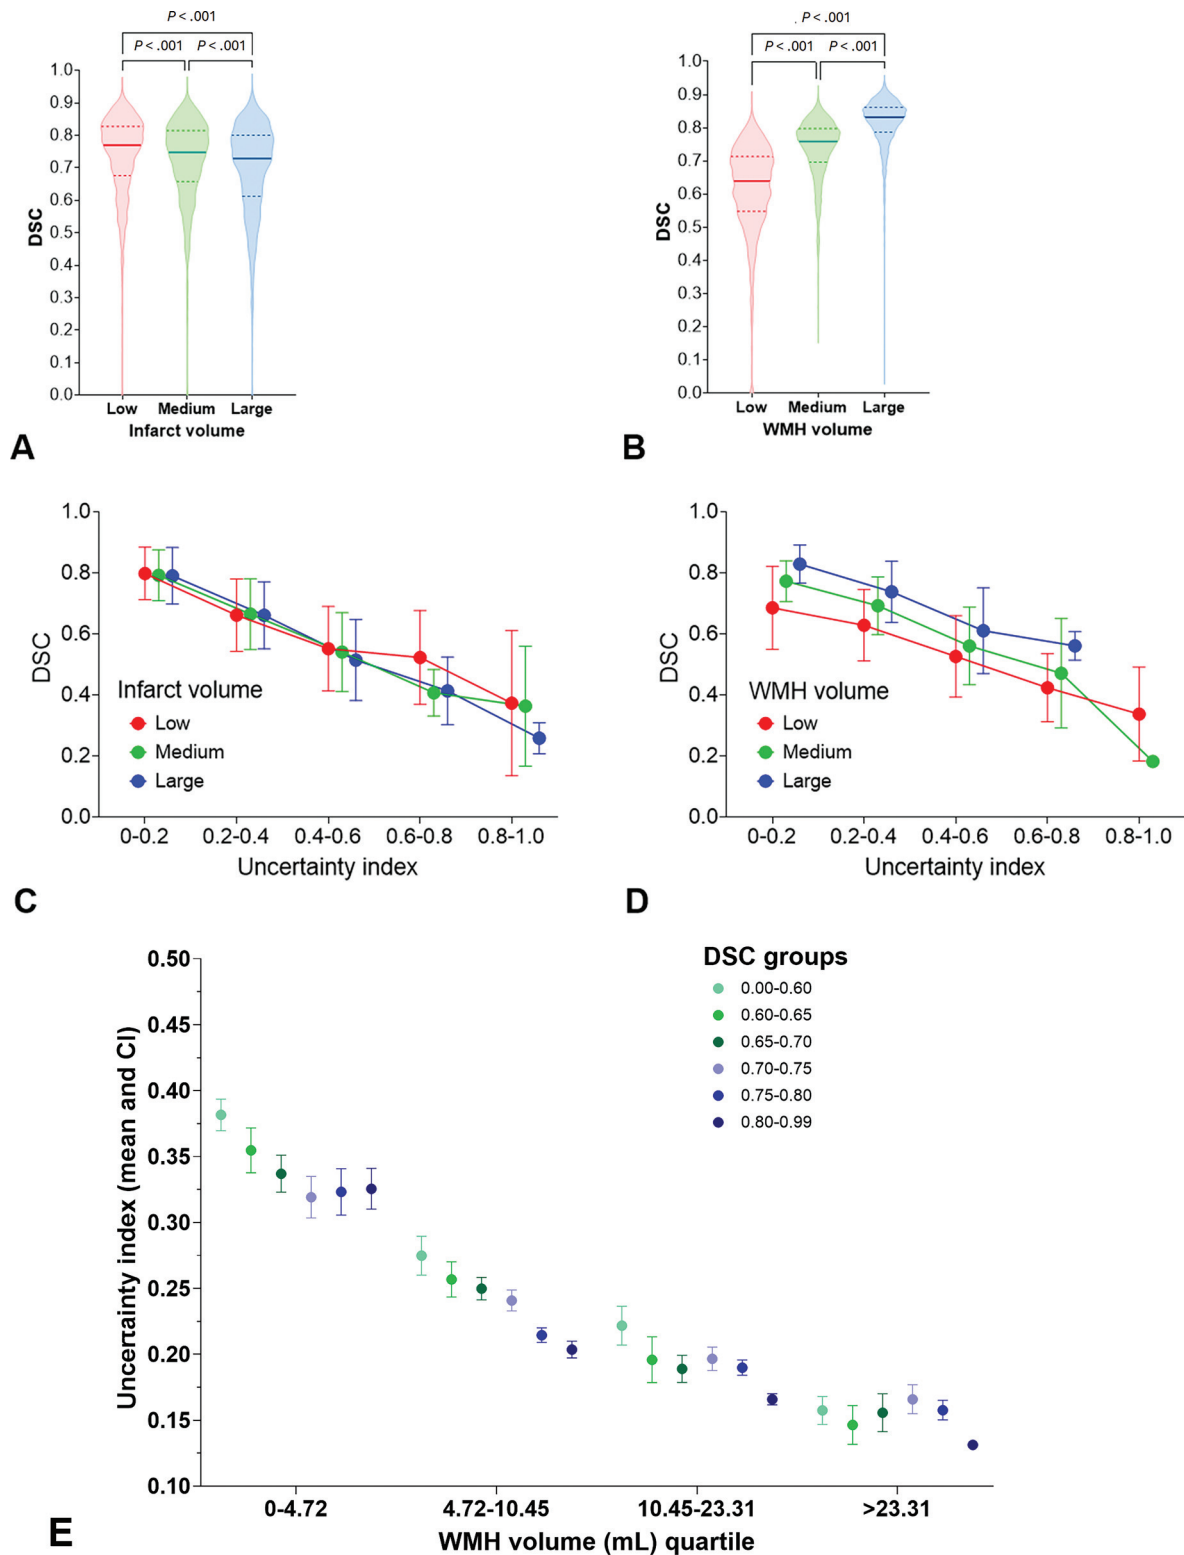 P < .001
P < .001 P < .001
1.0
0.9
0.8
0.7
0.6
0.5
0.4
0.3
0.2
0.1
0.0
DSC
Low Medium Large
Infarct volume
A
P < .001
P < .001 P < .001
1.0
0.9
0.8
0.7
0.6
0.5
0.4
0.3
0.2
0.1
0.0
DSC
Low Medium Large
WMH volume
B
1.0
0.8
0.6
0.4
0.2
0.0
DSC
Infarct volume
Low
Medium
Large
0-0.2 0.2-0.4 0.4-0.6 0.6-0.8 0.8-1.0
Uncertainty index
C
1.0
0.8
0.6
0.4
0.2
0.0
DSC
WMH volume
Low
Medium
Large
0-0.2 0.2-0.4 0.4-0.6 0.6-0.8 0.8-1.0
Uncertainty index
D
0.50
0.45
0.40
0.35
0.30
0.25
0.20
0.15
0.10
Uncertainty index (mean and CI)
DSC groups
0.00-0.60
0.60-0.65
0.65-0.70
0.70-0.75
0.75-0.80
0.80-0.99
0-4.72 4.72-10.45 10.45-23.31 >23.31
WMH volume (mL) quartile
E